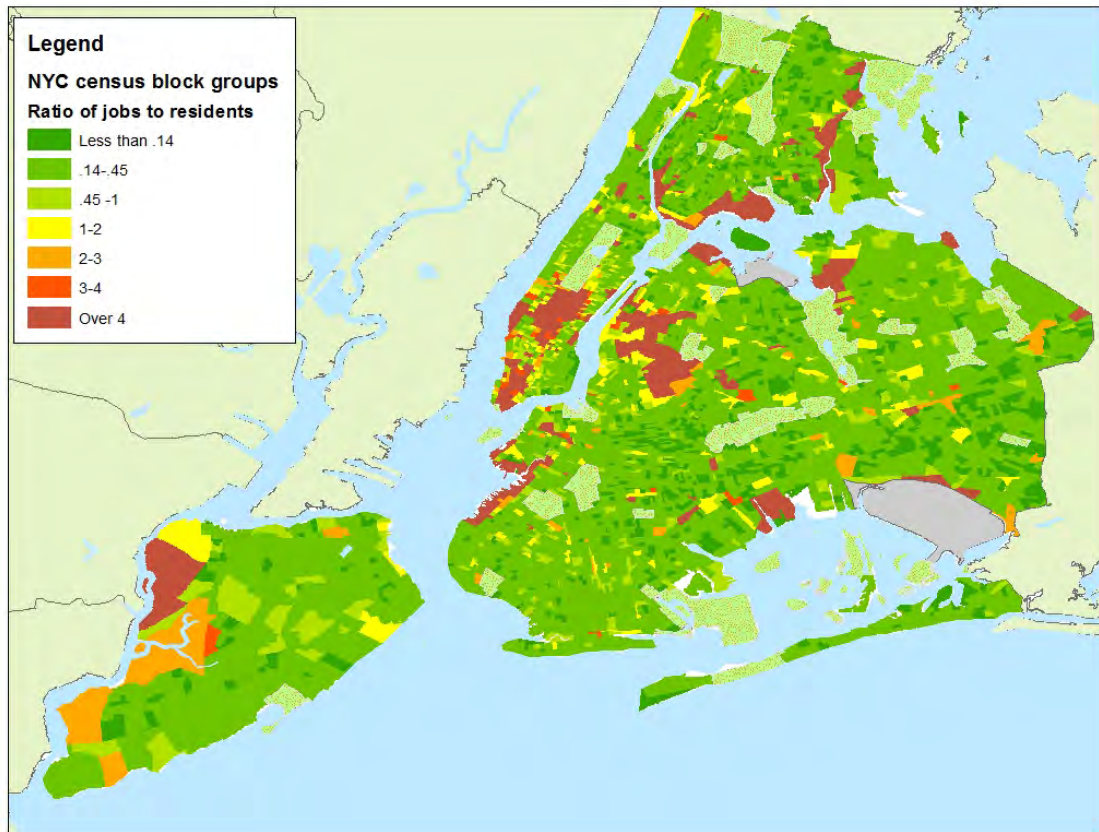 Legend
NYC census block groups
Ratio of jobs to residents
Less than .14
.14-.45
.45 -1
1-2
2-3
3-4
Over 4